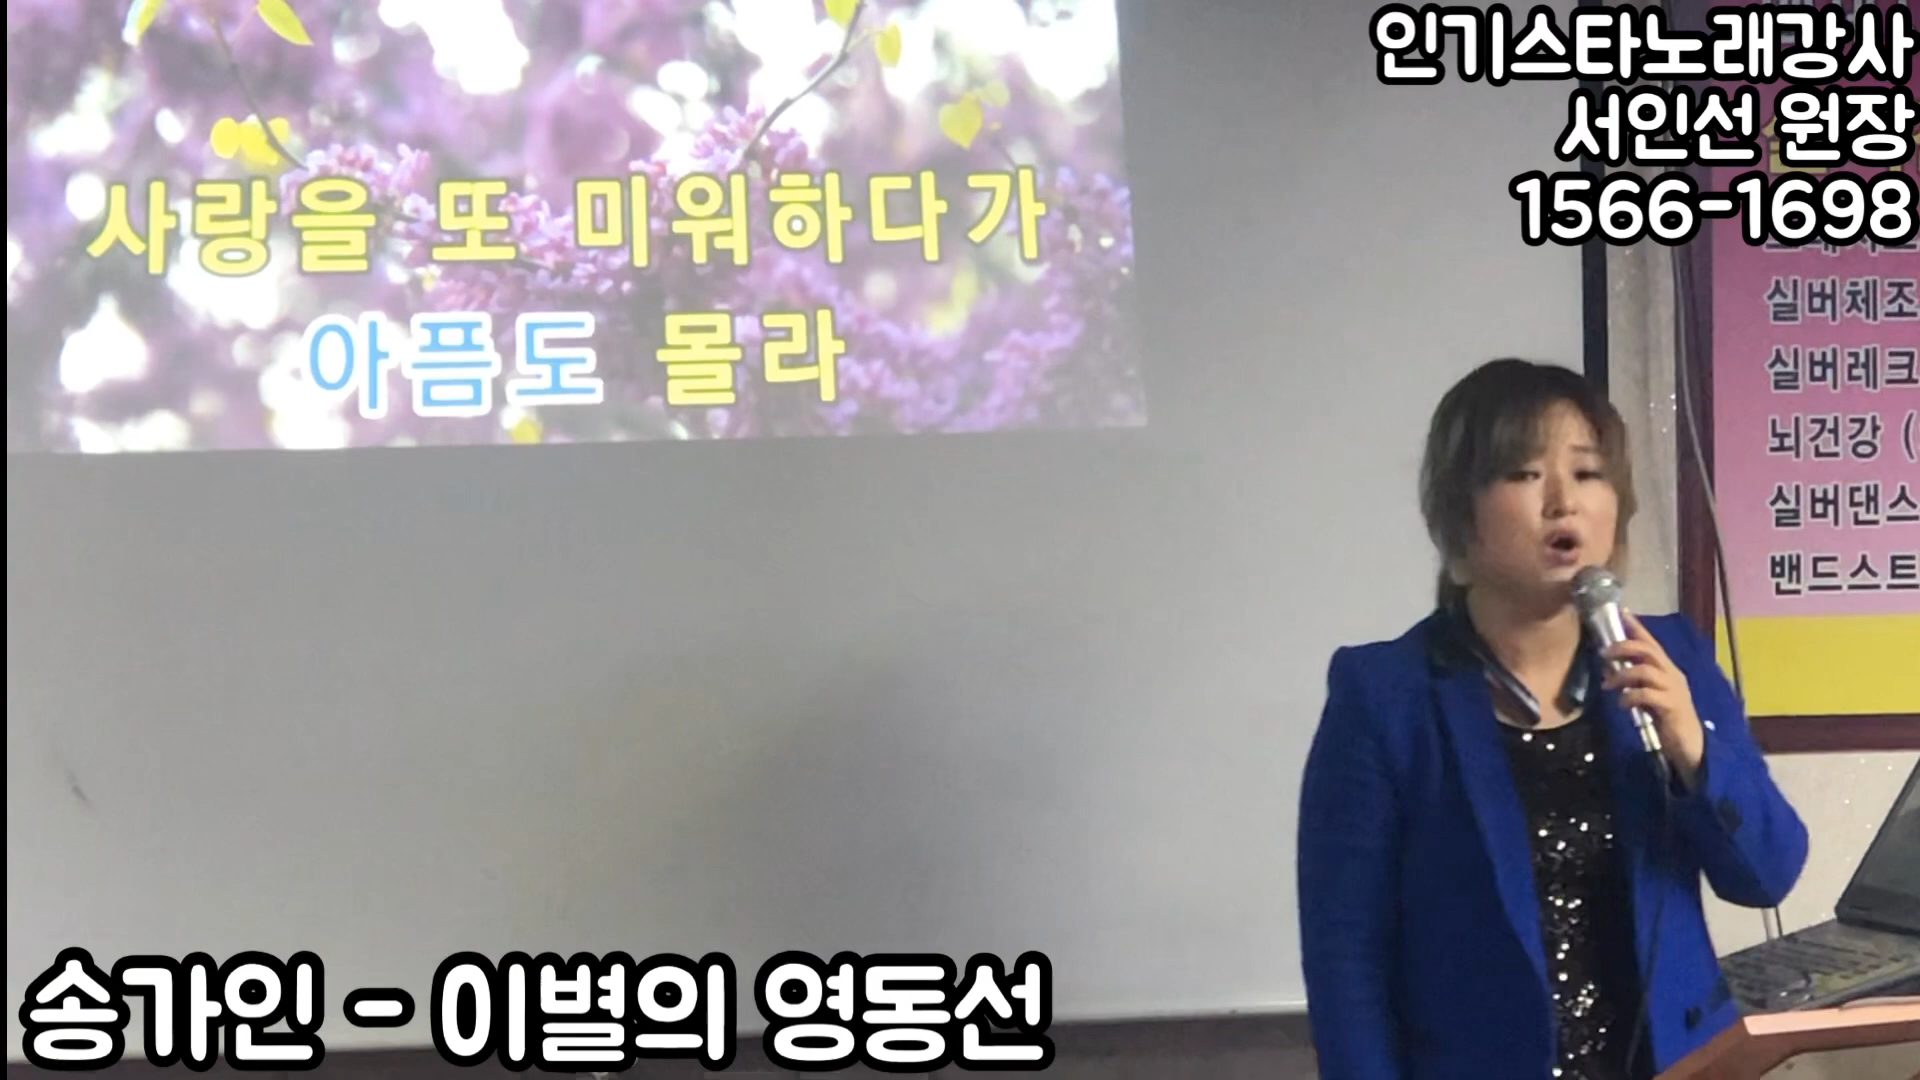 인기스타노래강사
서인선 원장
1566-1698
사랑을 또 미워하다가
아픔도 몰라
실버체조
실버레크
뇌건강 (
실버댄스
밴드스트
송가인 - 이별의 영동선